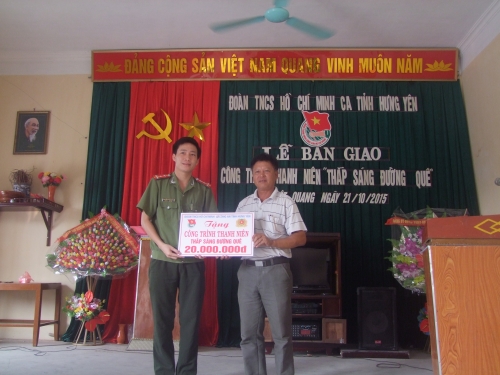 ĐẢNG CỘNG SẢN VIỆT NAM QUANG VINH MUÔN NĂM
ĐOÀN TNCS HỒ CHÍ MINH CA TỈNH HƯNG YÊN
LỄ BÀN GIAO
CÔNG T HANH NIÊN "THẮP SÁNG ĐƯỜNG QUÊ"
QUANG, NGÀY 21/10/2015
Tặng
CÔNG TRÌNH THANH NIÊN
THẮP SÁNG ĐƯỜNG QUÊ
20.000.000đ